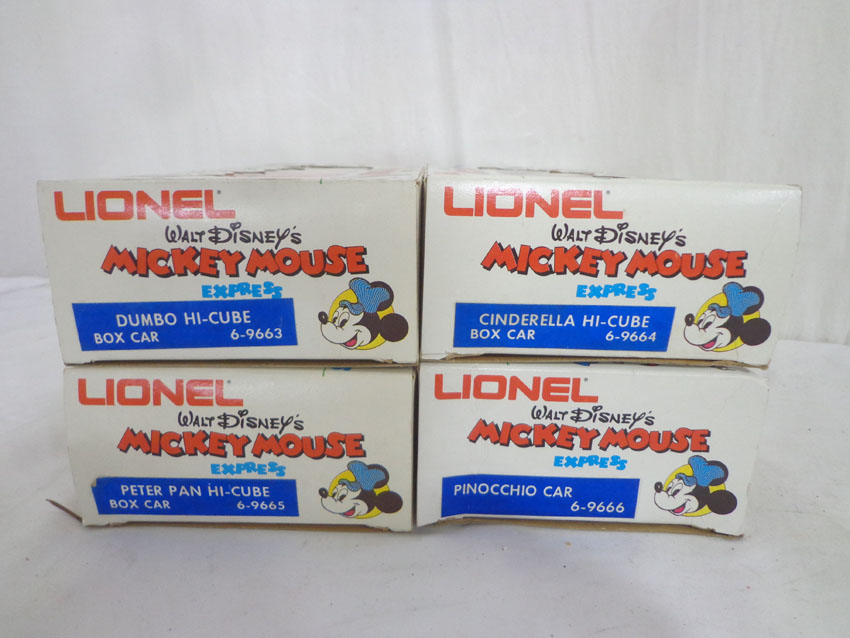 LIONEL
WALT DISNEY'S
MICKEY MOUSE
EXPRESS
DUMBO HI-CUBE
BOX CAR 6-9663
LIONEL
WALT DISNEY'S
MICKEY MOUSE
EXPRESS
CINDERELLA HI-CUBE
BOX CAR 6-9664
LIONEL
WALT DISNEY'S
MICKEY MOUSE
EXPRESS
PETER PAN HI-CUBE
BOX CAR 6-9665
LIONEL
WALT DISNEY'S
MICKEY MOUSE
EXPRESS
PINOCCHIO CAR
6-9666